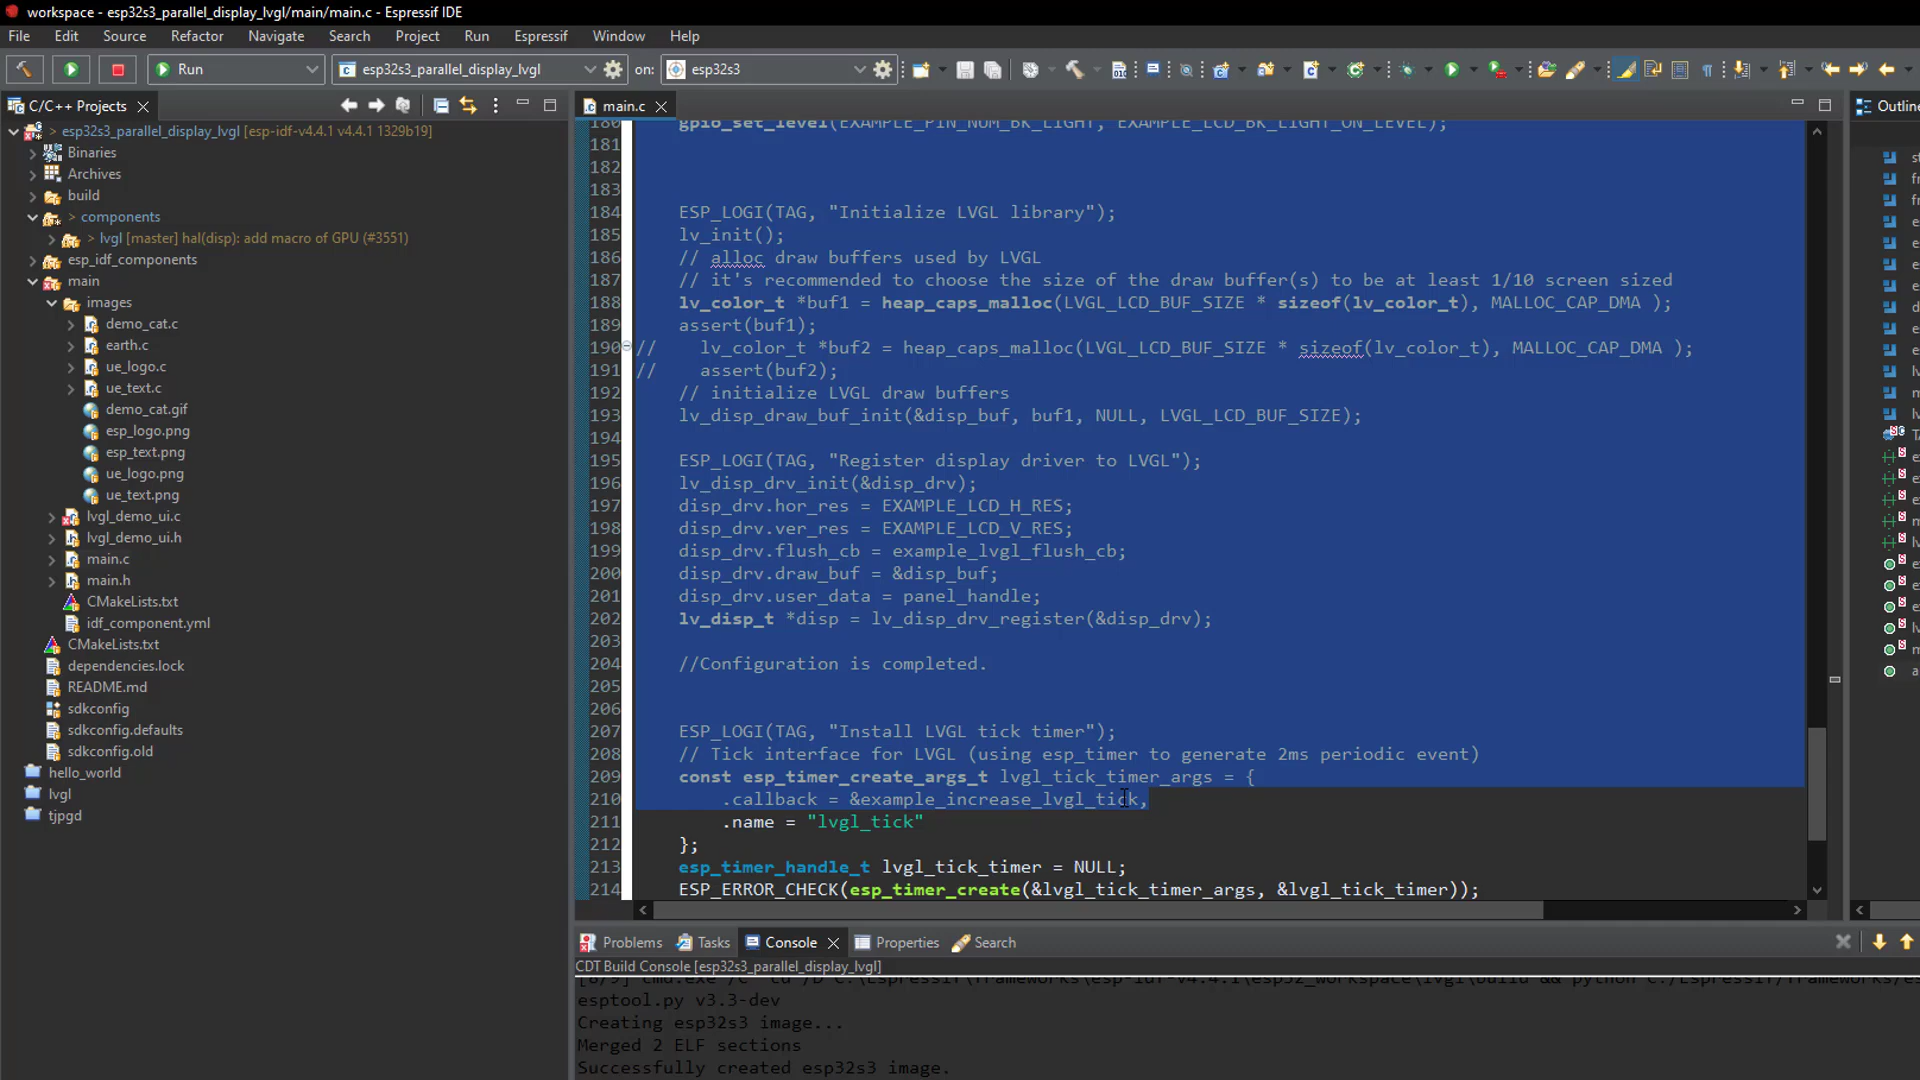 workspace - esp32s3_parallel_display_lvgl/main/main.c - Espressif IDE
File Edit Source Refactor Navigate Search Project Run Espressif Window Help
Run esp32s3_parallel_display_lvgl on: esp32s3
C/C++ Projects
> esp32s3_parallel_display_lvgl [esp-idf-v4.4.1 v4.4.1 1329b19]
Binaries
Archives
build
> components
> lvgl [master] hal(disp): add macro of GPU (#3551)
esp_idf_components
main
images
demo_cat.c
earth.c
ue_logo.c
ue_text.c
demo_cat.gif
esp_logo.png
esp_text.png
ue_logo.png
ue_text.png
lvgl_demo_ui.c
lvgl_demo_ui.h
main.c
main.h
CMakeLists.txt
idf_component.yml
CMakeLists.txt
dependencies.lock
README.md
sdkconfig
sdkconfig.defaults
sdkconfig.old
hello_world
lvgl
tjpgd
main.c
180 gpio_set_level(EXAMPLE_PIN_NUM_BK_LIGHT, EXAMPLE_LCD_BK_LIGHT_ON_LEVEL);
181
182
183
184 ESP_LOGI(TAG, "Initialize LVGL library");
185 lv_init();
186 // alloc draw buffers used by LVGL
187 // it's recommended to choose the size of the draw buffer(s) to be at least 1/10 screen sized
188 lv_color_t *buf1 = heap_caps_malloc(LVGL_LCD_BUF_SIZE * sizeof(lv_color_t), MALLOC_CAP_DMA );
189 assert(buf1);
190 // lv_color_t *buf2 = heap_caps_malloc(LVGL_LCD_BUF_SIZE * sizeof(lv_color_t), MALLOC_CAP_DMA );
191 // assert(buf2);
192 // initialize LVGL draw buffers
193 lv_disp_draw_buf_init(&disp_buf, buf1, NULL, LVGL_LCD_BUF_SIZE);
194
195 ESP_LOGI(TAG, "Register display driver to LVGL");
196 lv_disp_drv_init(&disp_drv);
197 disp_drv.hor_res = EXAMPLE_LCD_H_RES;
198 disp_drv.ver_res = EXAMPLE_LCD_V_RES;
199 disp_drv.flush_cb = example_lvgl_flush_cb;
200 disp_drv.draw_buf = &disp_buf;
201 disp_drv.user_data = panel_handle;
202 lv_disp_t *disp = lv_disp_drv_register(&disp_drv);
203
204 //Configuration is completed.
205
206
207 ESP_LOGI(TAG, "Install LVGL tick timer");
208 // Tick interface for LVGL (using esp_timer to generate 2ms periodic event)
209 const esp_timer_create_args_t lvgl_tick_timer_args = {
210 .callback = &example_increase_lvgl_tick,
211 .name = "lvgl_tick"
212 };
213 esp_timer_handle_t lvgl_tick_timer = NULL;
214 ESP_ERROR_CHECK(esp_timer_create(&lvgl_tick_timer_args, &lvgl_tick_timer));
Problems Tasks Console Properties Search
CDT Build Console [esp32s3_parallel_display_lvgl]
esptool.py v3.3-dev
Creating esp32s3 image...
Merged 2 ELF sections
Successfully created esp32s3 image.